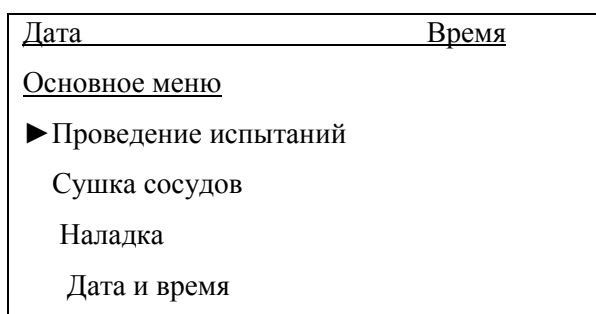 Дата Время
Основное меню
►Проведение испытаний
Сушка сосудов
Наладка
Дата и время